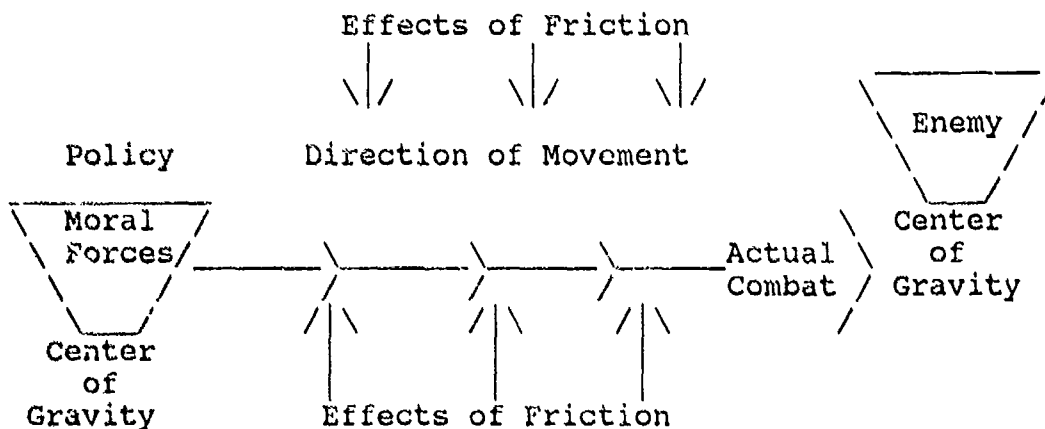 Effects of Friction
Enemy
Policy
Direction of Movement
Moral
Forces
Actual
Combat
Center
of
Gravity
Center
of
Gravity
Effects of Friction